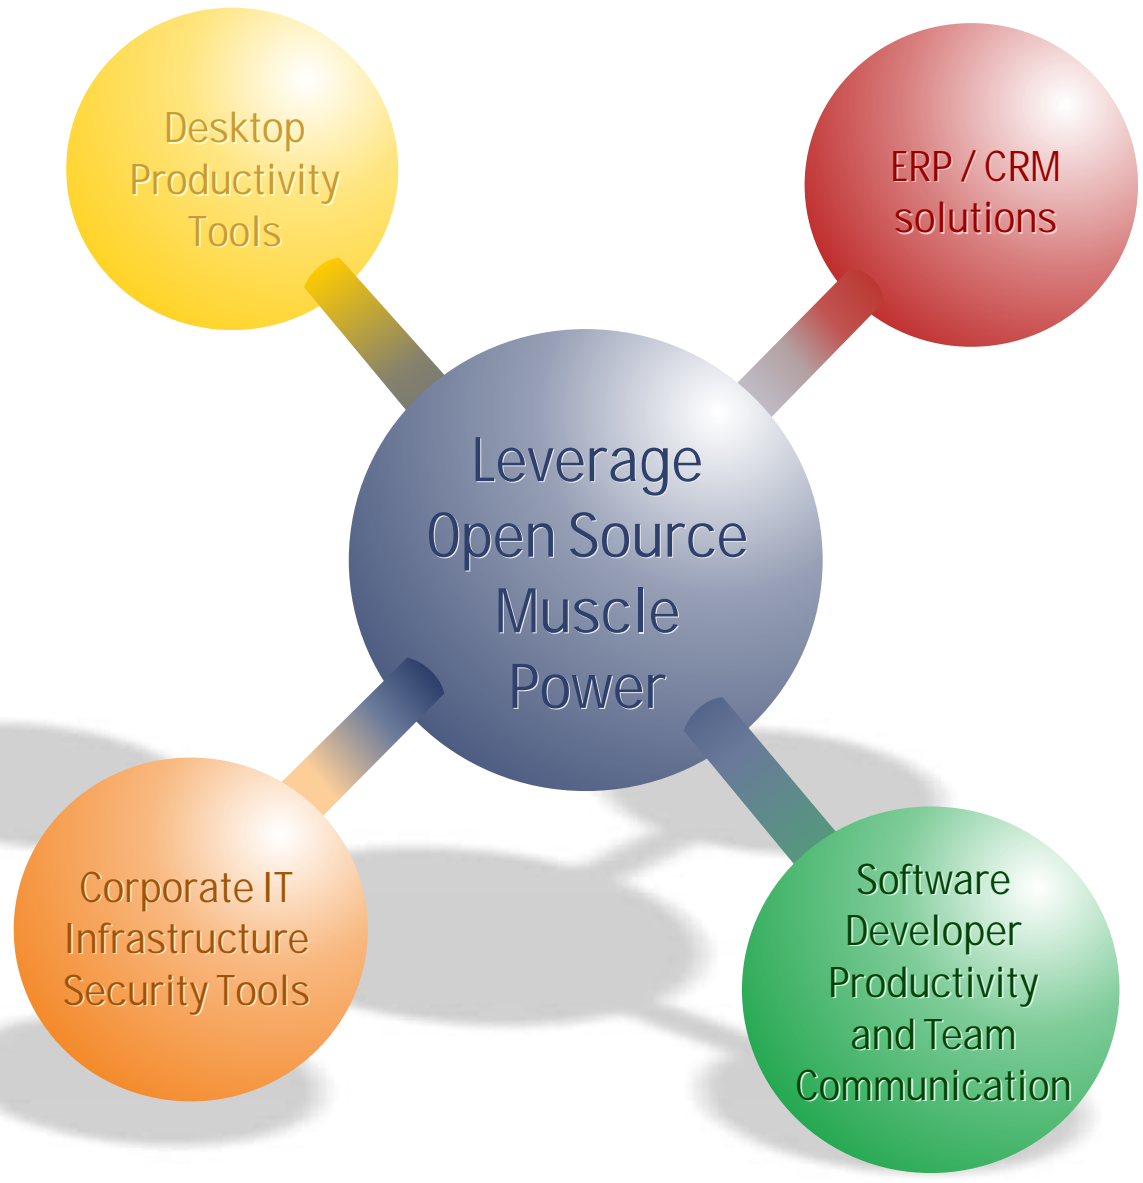 Desktop
Productivity
Tools
ERP / CRM
solutions
Leverage
Open Source
Muscle
Power
Corporate IT
Infrastructure
Security Tools
Software
Developer
Productivity
and Team
Communication